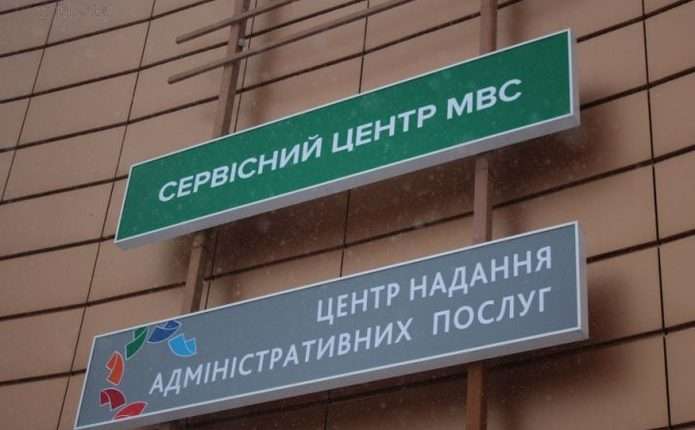 СЕРВІСНИЙ ЦЕНТР МВС
ЦЕНТР НАДАННЯ
АДМІНІСТРАТИВНИХ ПОСЛУГ